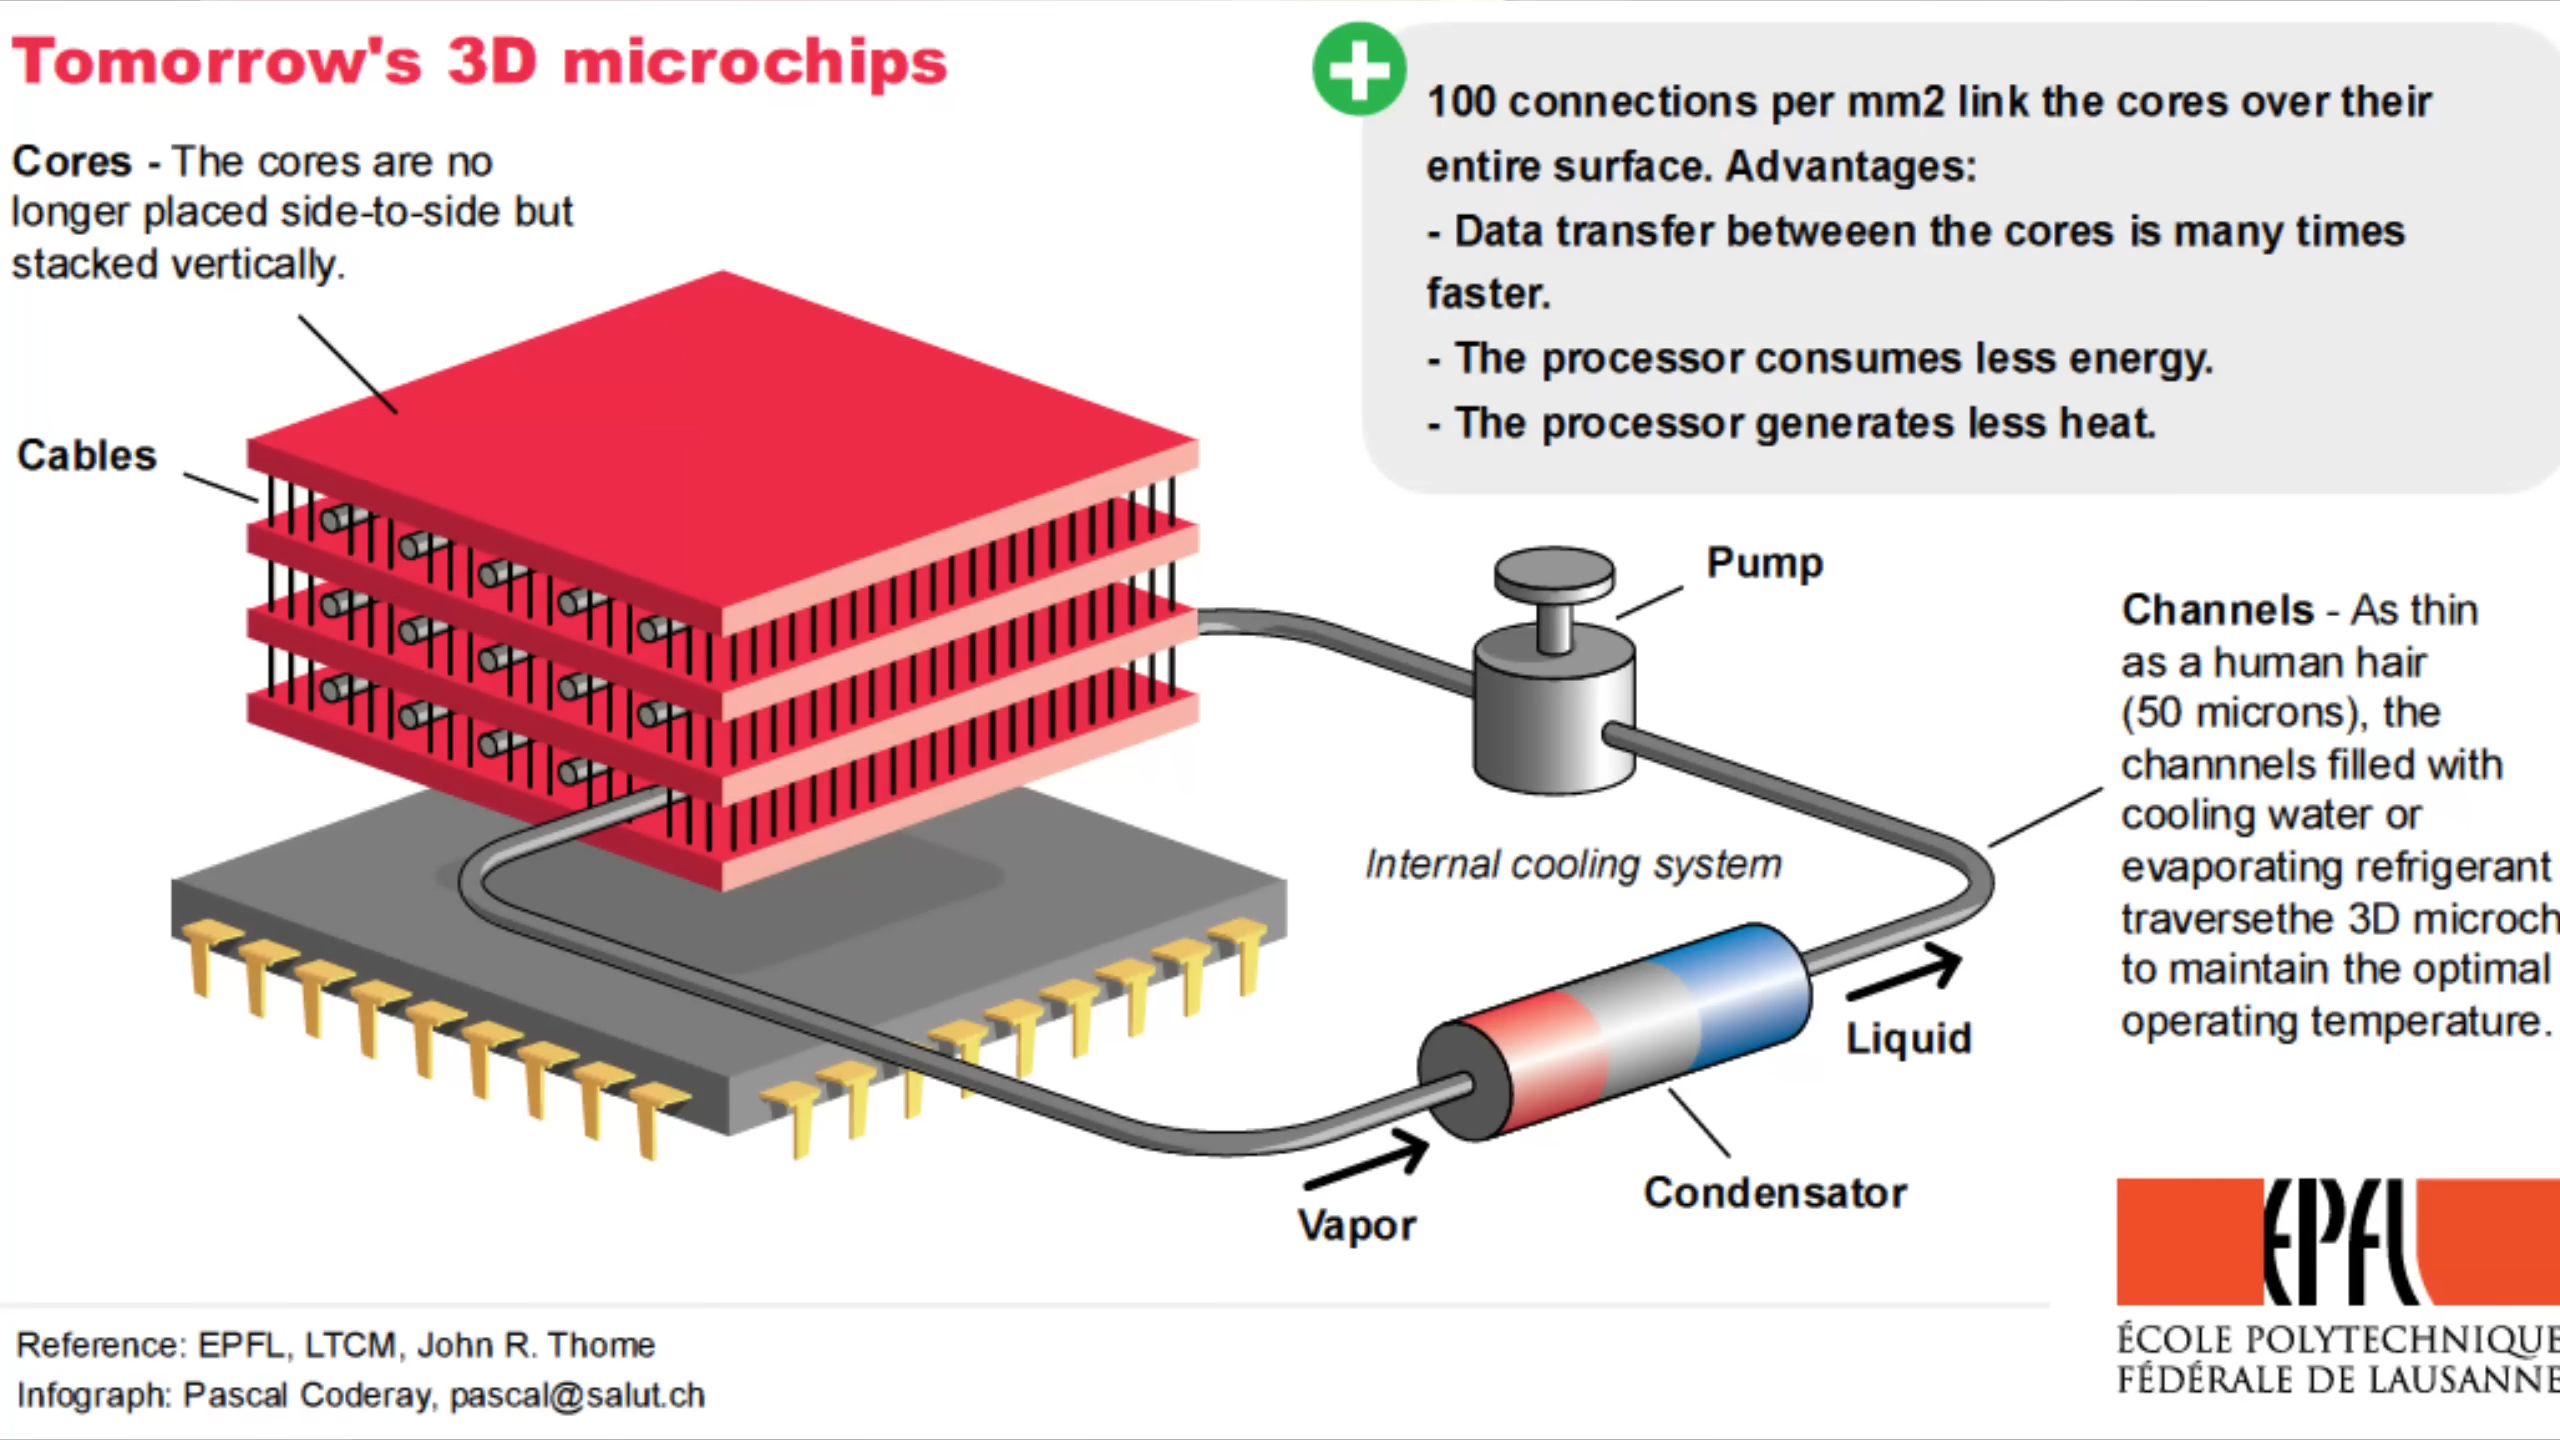 Tomorrow's 3D microchips
Cores - The cores are no
longer placed side-to-side but
stacked vertically.
Cables
100 connections per mm2 link the cores over their
entire surface. Advantages:
- Data transfer betweeen the cores is many times
faster.
- The processor consumes less energy.
- The processor generates less heat.
Pump
Channels - As thin
as a human hair
(50 microns), the
channnels filled with
cooling water or
evaporating refrigerant
traversethe 3D microch
to maintain the optimal
operating temperature.
Internal cooling system
Liquid
Condensator
Vapor
EPFL
ÉCOLE POLYTECHNIQUE
FÉDÉRALE DE LAUSANNE
Reference: EPFL, LTCM, John R. Thome
Infograph: Pascal Coderay, pascal@salut.ch